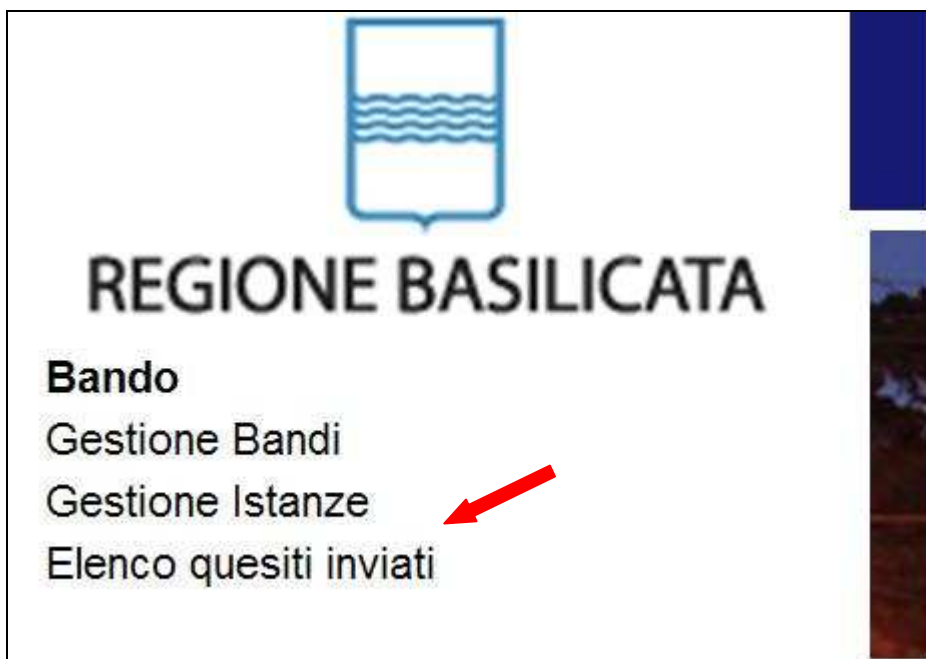 REGIONE BASILICATA
Bando
Gestione Bandi
Gestione Istanze
Elenco quesiti inviati